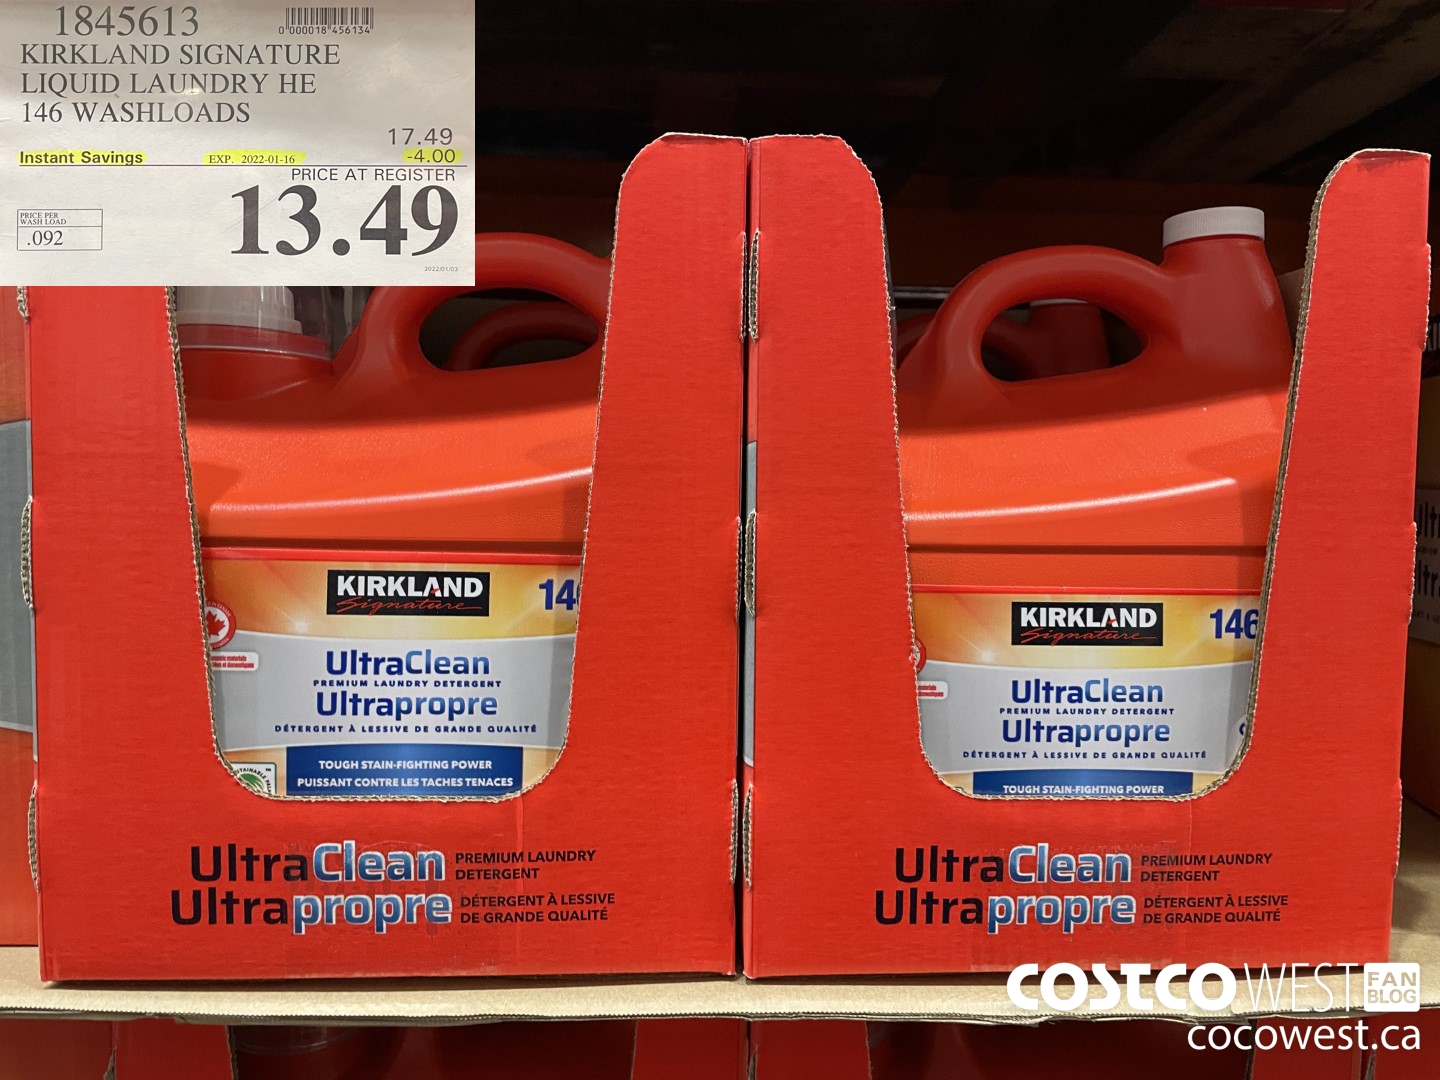 1845613
0"000018"456134"
KIRKLAND SIGNATURE
LIQUID LAUNDRY HE
146 WASHLOADS
17.49
Instant Savings EXP. 2022-01-16 -4.00
PRICE AT REGISTER
13.49
PRICE PER
WASH LOAD
.092
2022/01/03
KIRKLAND
Signature
UltraClean
PREMIUM LAUNDRY DETERGENT
Ultrapropre
DÉTERGENT À LESSIVE DE GRANDE QUALITÉ
TOUGH STAIN-FIGHTING POWER
PUISSANT CONTRE LES TACHES TENACES
UltraClean PREMIUM LAUNDRY
DETERGENT
Ultrapropre DÉTERGENT À LESSIVE
DE GRANDE QUALITÉ
KIRKLAND 146
Signature
UltraClean
PREMIUM LAUNDRY DETERGENT
Ultrapropre
DÉTERGENT À LESSIVE DE GRANDE QUALITÉ
TOUGH STAIN-FIGHTING POWER
UltraClean PREMIUM LAUNDRY
DETERGENT
Ultrapropre DÉTERGENT À LESSIVE
DE GRANDE QUALITÉ
COSTCO WEST FAN
BLOG
cocowest.ca